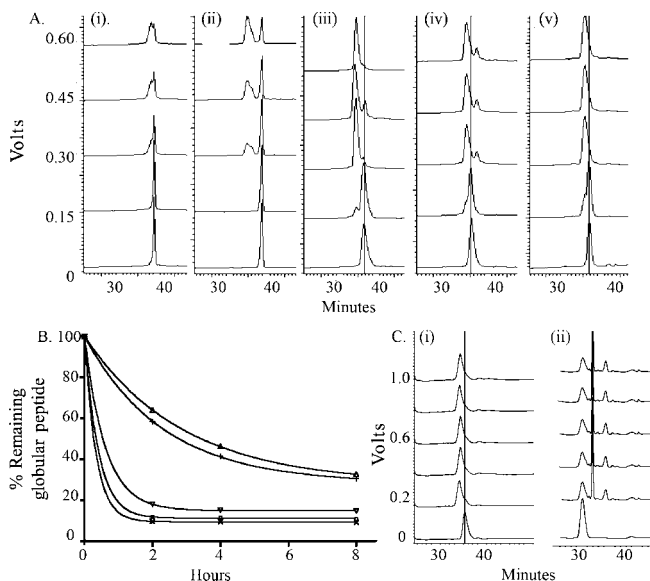 A. (i). (ii) (iii) (iv) (v)
0.60
0.45
0.30
0.15
0
Volts
30 40 30 40 30 40 30 40 30 40
Minutes
B.
100
80
60
40
20
0
% Remaining
globular peptide
0 2 4 6 8
Hours
C. (i) (ii)
1.0
0.6
0.2
0
Volts
30 40 30 40
Minutes